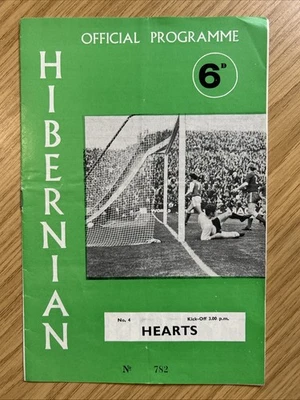 OFFICIAL PROGRAMME
6D
HIBERNIAN
No. 4
Kick-Off 3.00 p.m.
HEARTS
No 782